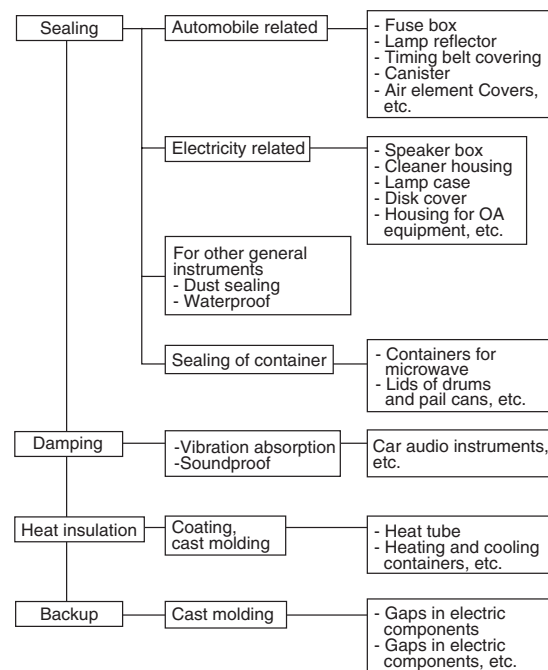 Sealing
Automobile related
- Fuse box
- Lamp reflector
- Timing belt covering
- Canister
- Air element Covers,
etc.
Electricity related
- Speaker box
- Cleaner housing
- Lamp case
- Disk cover
- Housing for OA
equipment, etc.
For other general
instruments
- Dust sealing
- Waterproof
Sealing of container
- Containers for
microwave
- Lids of drums
and pail cans, etc.
Damping
-Vibration absorption
-Soundproof
Car audio instruments,
etc.
Heat insulation
Coating,
cast molding
- Heat tube
- Heating and cooling
containers, etc.
Backup
Cast molding
- Gaps in electric
components
- Gaps in electric
components, etc.